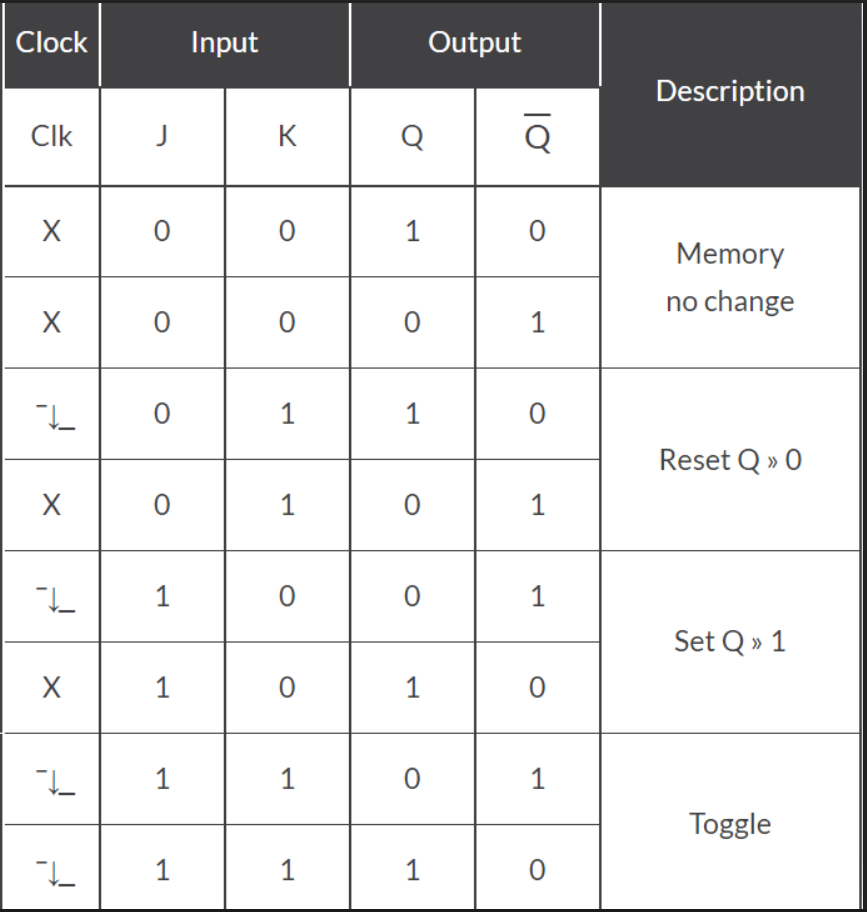 Clock Input Output Description
Clk J K Q Q̅
X 0 0 1 0 Memory
no change
X 0 0 0 1
‾↓_ 0 1 1 0 Reset Q » 0
X 0 1 0 1
‾↓_ 1 0 0 1 Set Q » 1
X 1 0 1 0
‾↓_ 1 1 0 1 Toggle
‾↓_ 1 1 1 0